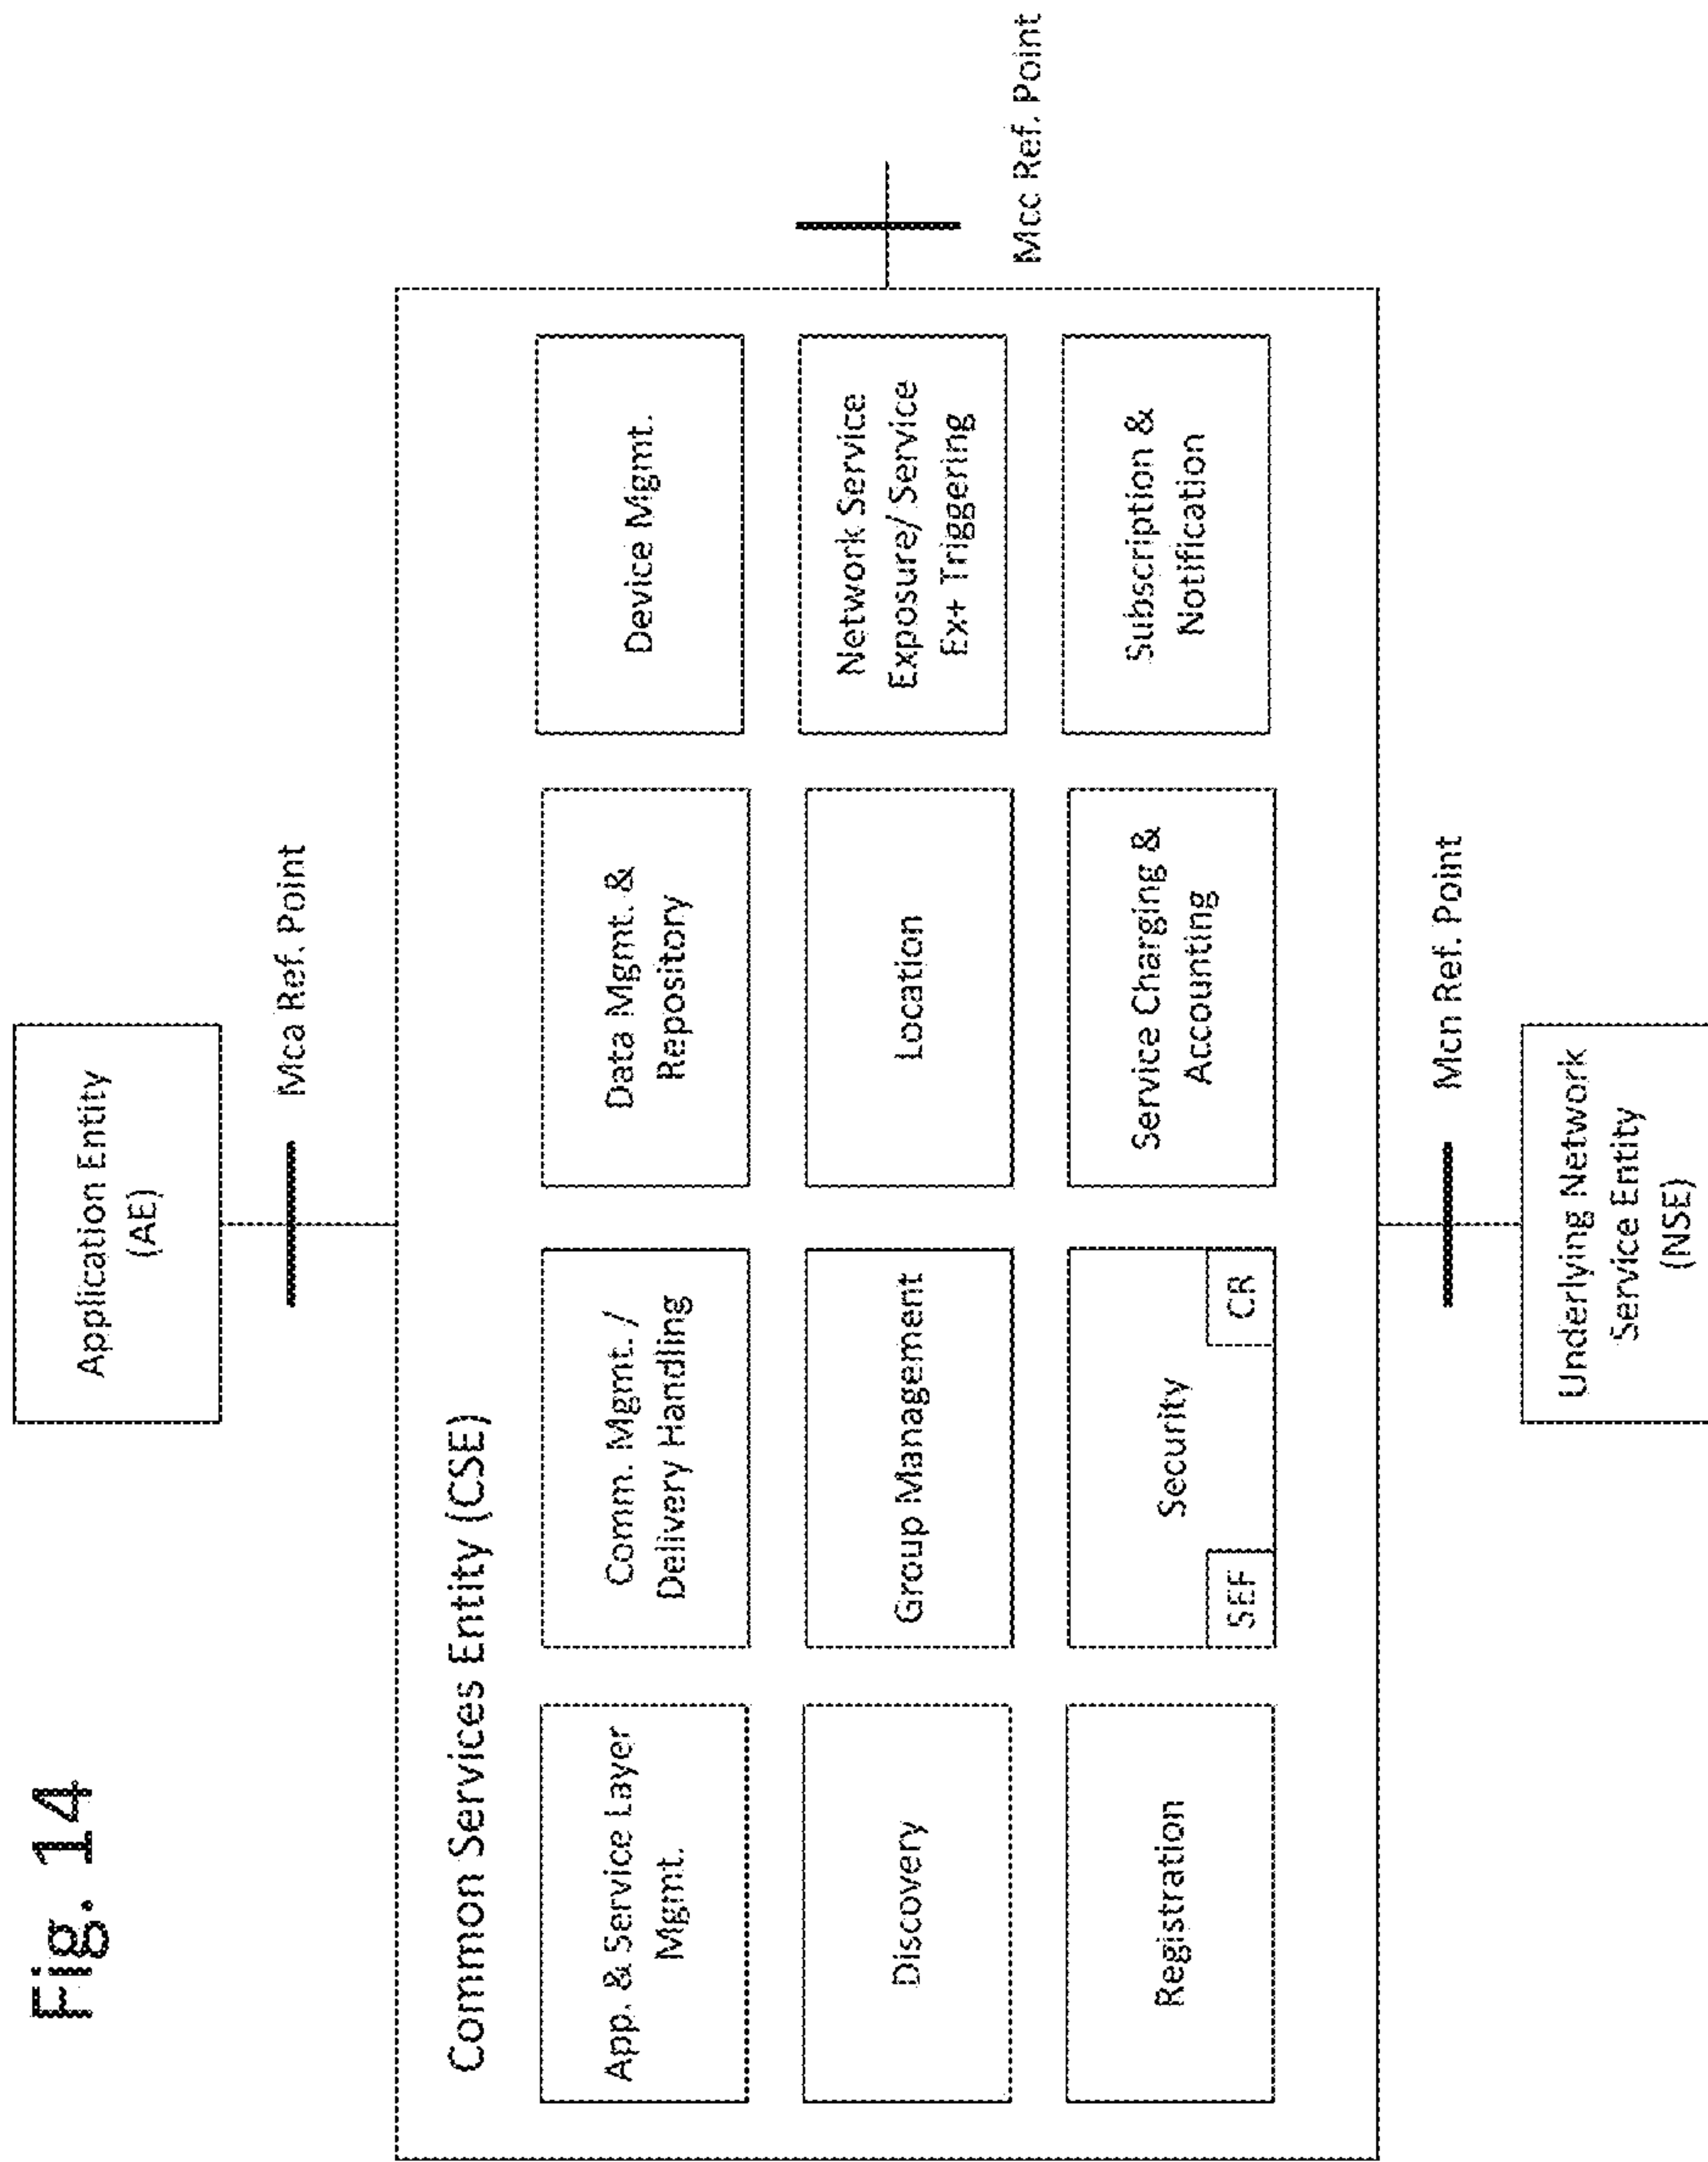 Fig. 14
Application Entity
(AE)
Mca Ref. Point
Common Services Entity (CSE)
App. & Service Layer
Mgmt.
Comm. Mgmt. /
Delivery Handling
Data Mgmt. &
Repository
Device Mgmt.
Discovery
Group Management
Location
Network Service
Exposure/ Service
Ex+ Triggering
Registration
Security
SEF
CR
Service Charging &
Accounting
Subscription &
Notification
Mcc Ref. Point
Mcn Ref. Point
Underlying Network
Service Entity
(NSE)